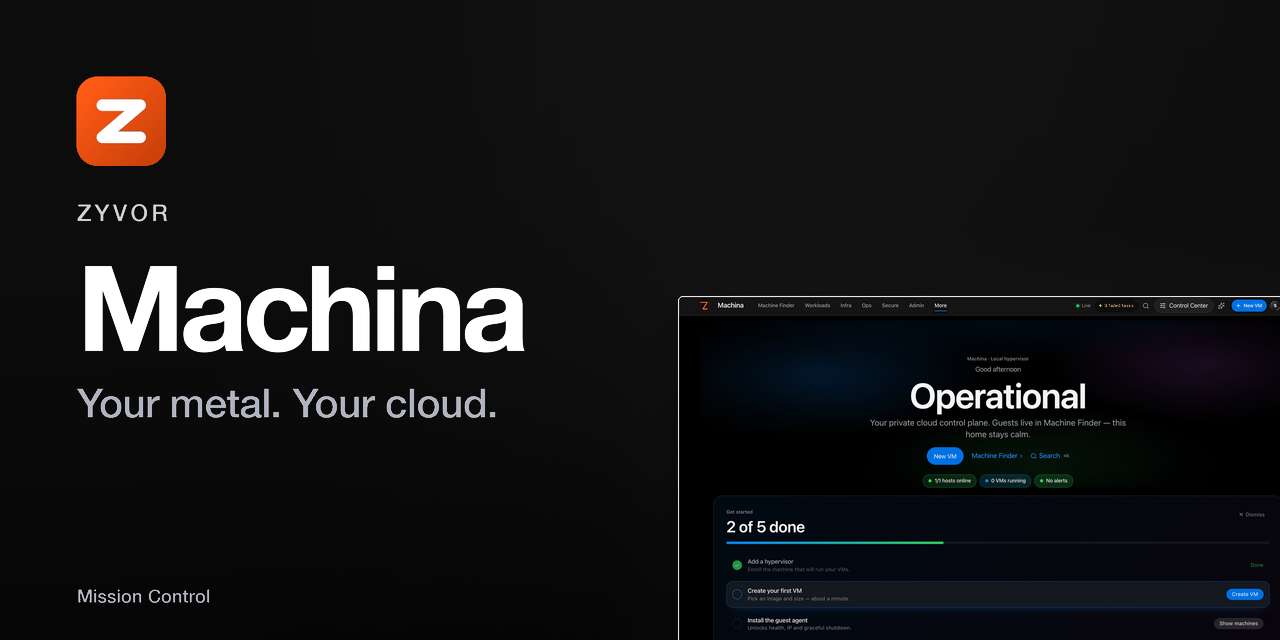 Z
ZYVOR
Machina
Your metal. Your cloud.
Mission Control
Z Machina Machine Finder Workloads Infra Ops Secure Admin More Live failed tasks Control Center + New VM
Machina · Local hypervisor
Good afternoon
Operational
Your private cloud control plane. Guests live in Machine Finder — this
home stays calm.
New VM Machine Finder › Search ⌘K
1/1 hosts online 0 VMs running No alerts
Get started
2 of 5 done
× Dismiss
Add a hypervisor
Enroll the machine that will run your VMs.
Done
Create your first VM
Pick an image and size — about a minute.
Create VM
Install the guest agent
Unlocks health, IP and graceful shutdown.
Show machines